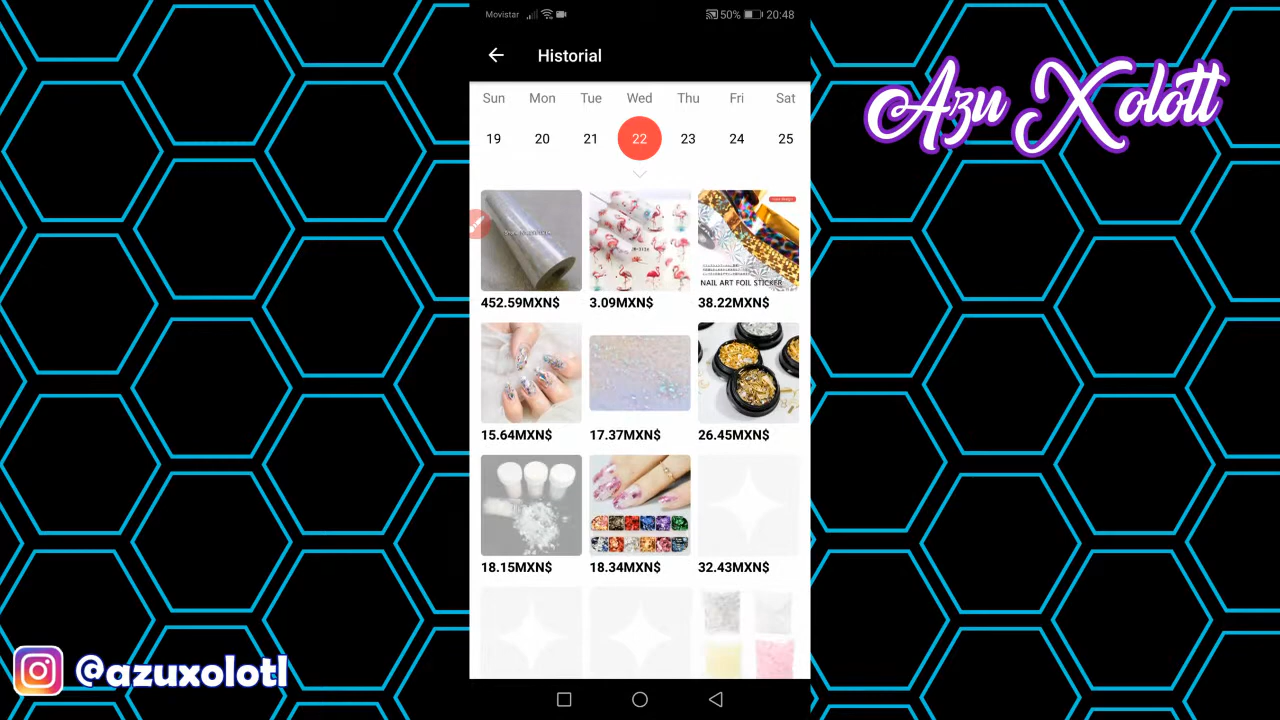 Movistar 50% 20:48
Historial
Azu Xolotl
Sun Mon Tue Wed Thu Fri Sat
19 20 21 22 23 24 25
NAIL ART FOIL STICKER
452.59MXN$ 3.09MXN$ 38.22MXN$
15.64MXN$ 17.37MXN$ 26.45MXN$
18.15MXN$ 18.34MXN$ 32.43MXN$
@azuxolotl